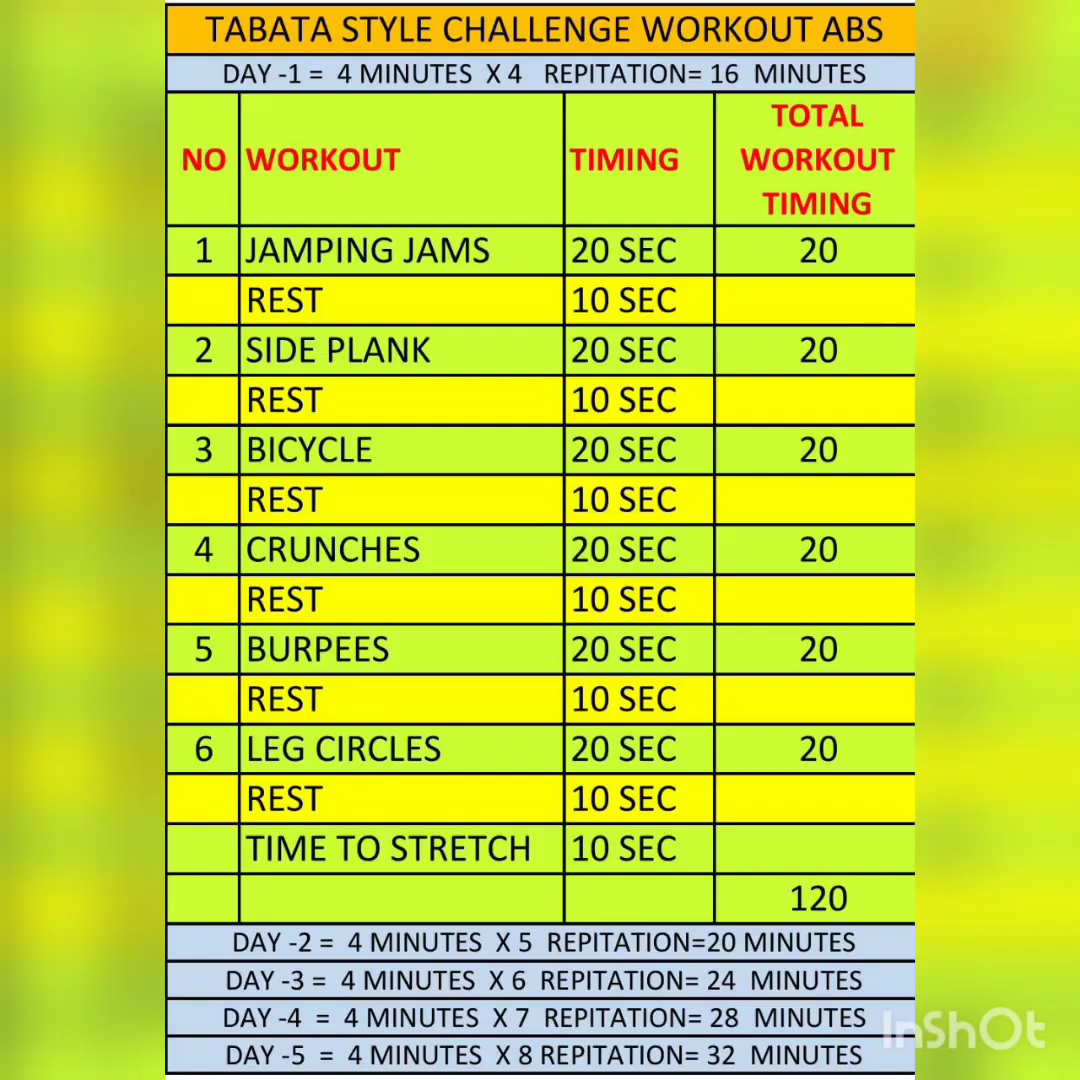 TABATA STYLE CHALLENGE WORKOUT ABS
DAY -1 = 4 MINUTES X 4 REPITATION= 16 MINUTES
NO WORKOUT TIMING TOTAL WORKOUT TIMING
1 JAMPING JAMS 20 SEC 20
REST 10 SEC
2 SIDE PLANK 20 SEC 20
REST 10 SEC
3 BICYCLE 20 SEC 20
REST 10 SEC
4 CRUNCHES 20 SEC 20
REST 10 SEC
5 BURPEES 20 SEC 20
REST 10 SEC
6 LEG CIRCLES 20 SEC 20
REST 10 SEC
TIME TO STRETCH 10 SEC
120
DAY -2 = 4 MINUTES X 5 REPITATION=20 MINUTES
DAY -3 = 4 MINUTES X 6 REPITATION= 24 MINUTES
DAY -4 = 4 MINUTES X 7 REPITATION= 28 MINUTES
DAY -5 = 4 MINUTES X 8 REPITATION= 32 MINUTES
InShOt